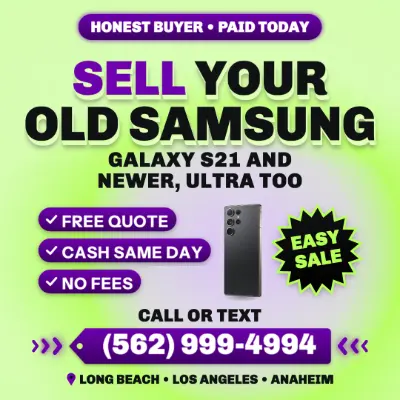 HONEST BUYER • PAID TODAY
SELL YOUR
OLD SAMSUNG
GALAXY S21 AND
NEWER, ULTRA TOO
FREE QUOTE
CASH SAME DAY
NO FEES
EASY
SALE
CALL OR TEXT
(562) 999-4994
LONG BEACH • LOS ANGELES • ANAHEIM